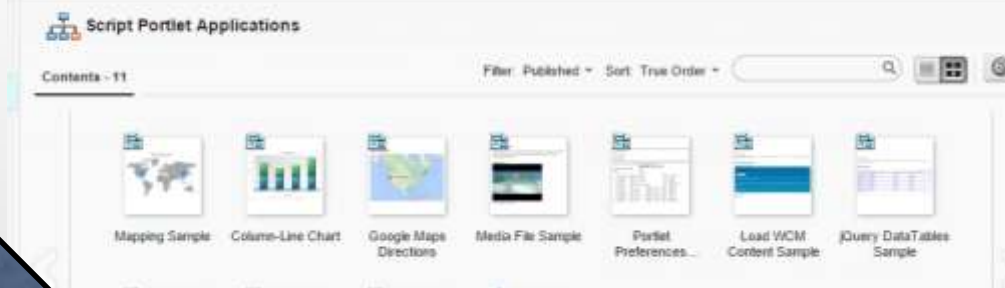 Script Portlet Applications
Contents - 11
Filter: Published
Sort: True Order
Mapping Sample
Column-Line Chart
Google Maps
Directions
Media File Sample
Portlet
Preferences...
Load WCM
Content Sample
jQuery DataTables
Sample